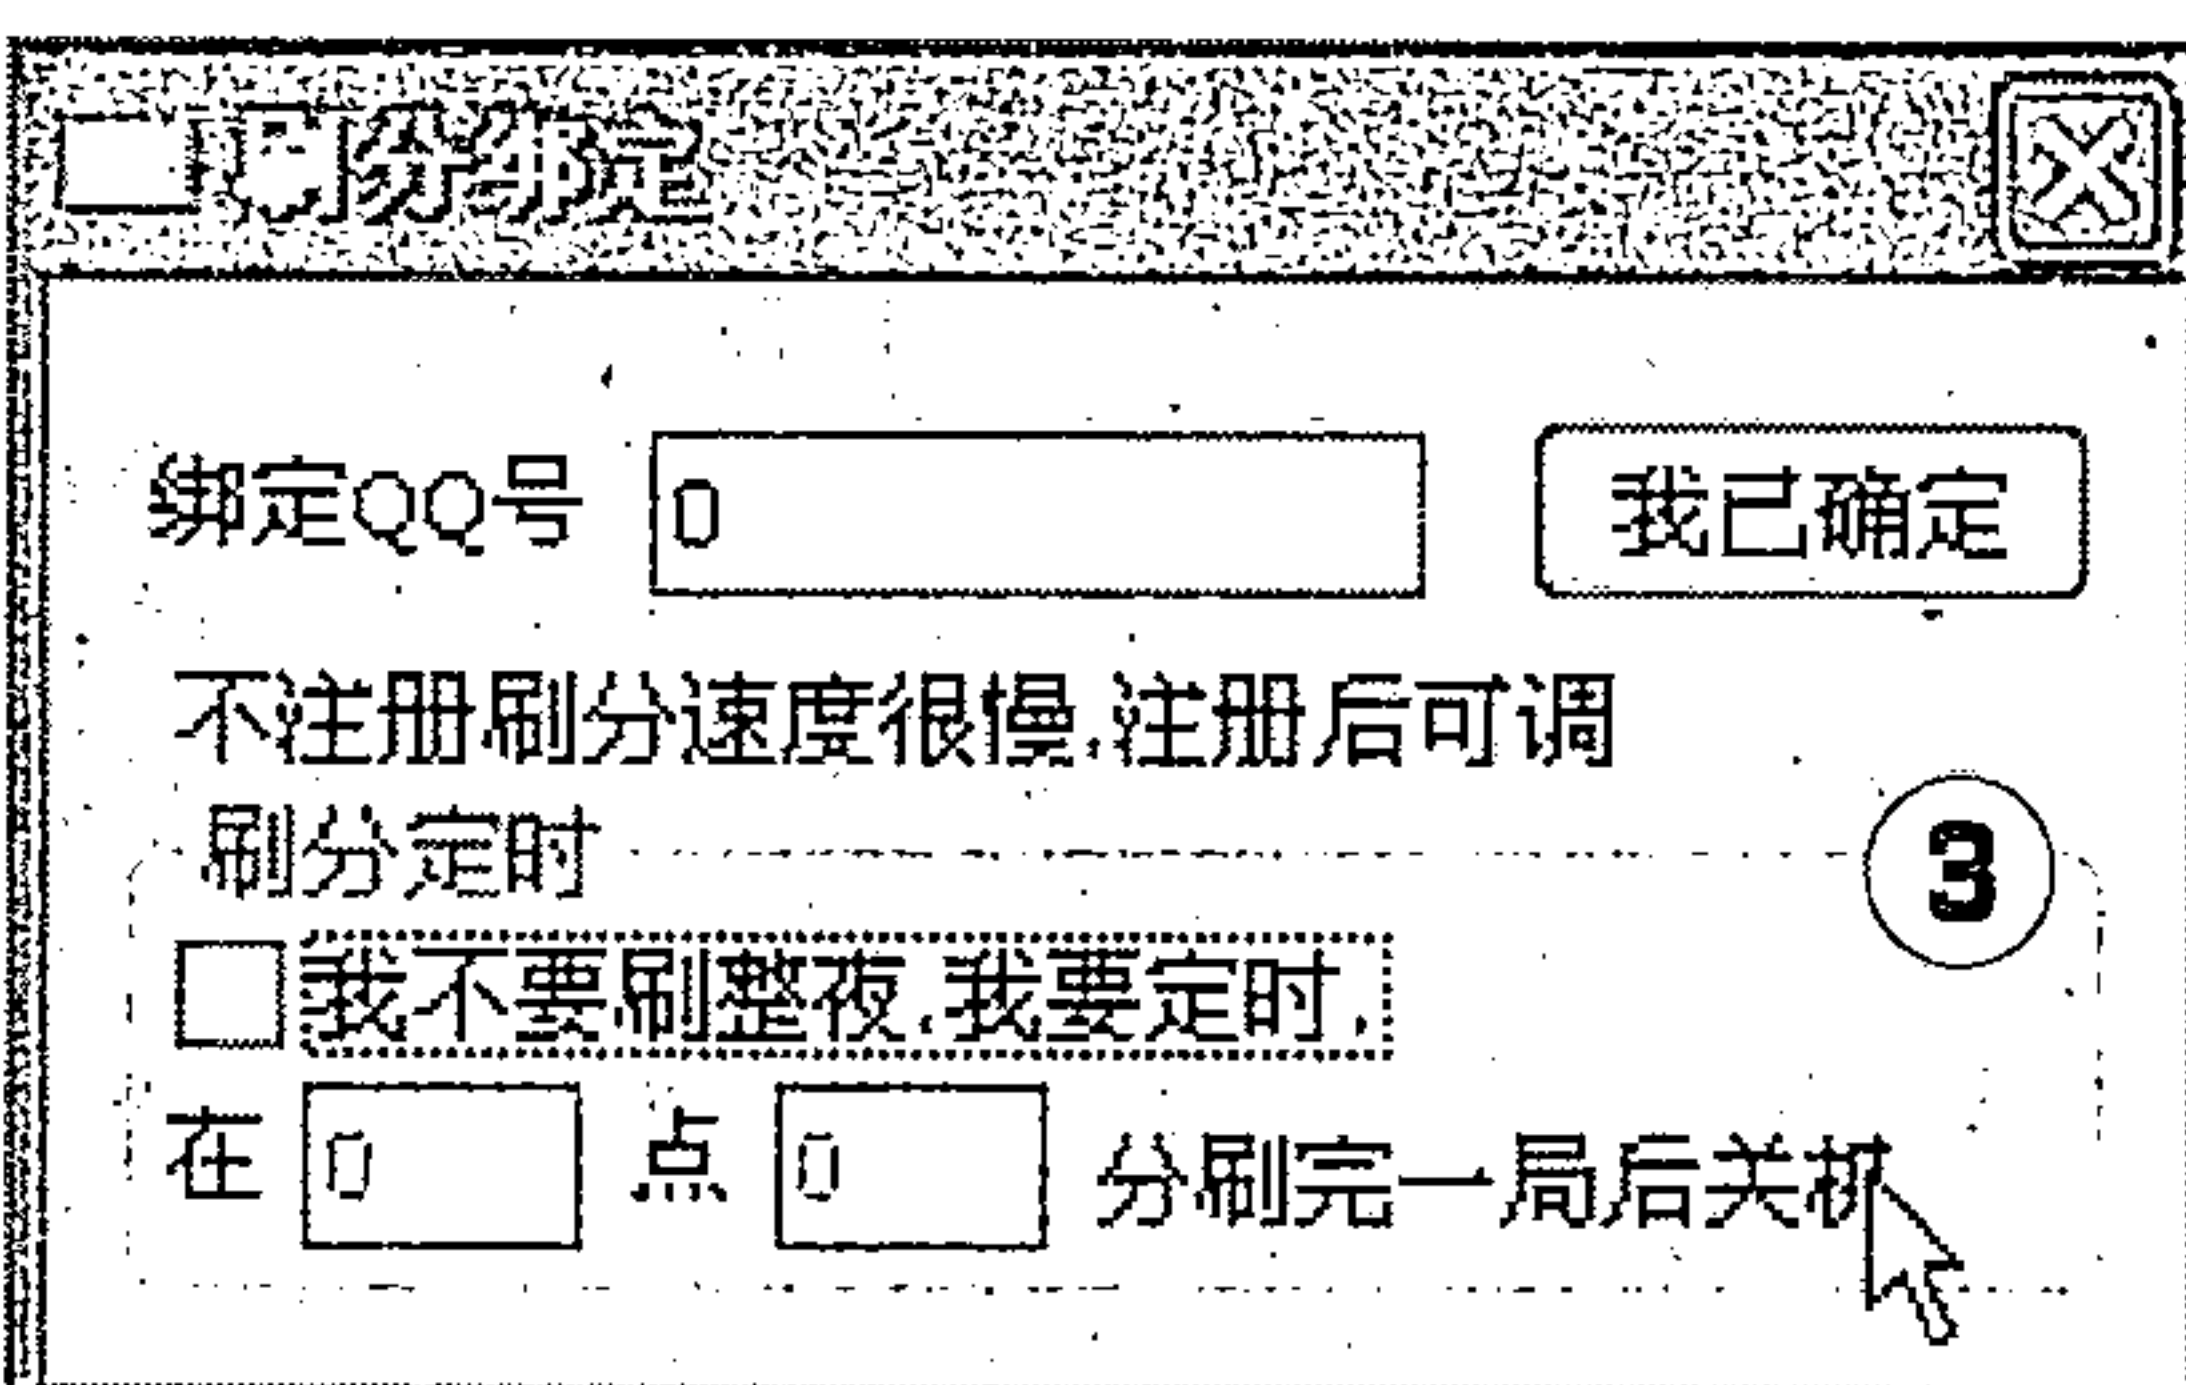 刷分绑定
绑定QQ号 0 我已确定
不注册刷分速度很慢,注册后可调
刷分定时
3
我不要刷整夜,我要定时,
在 0 点 0 分刷完一局后关机